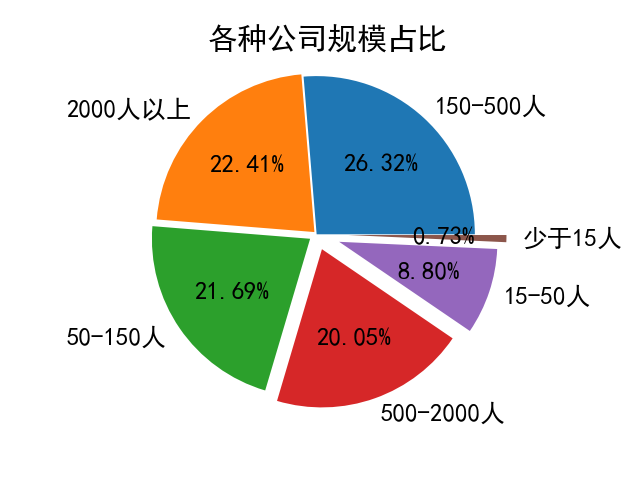 各种公司规模占比
2000人以上
150-500人
22.41%
26.32%
0.73%
少于15人
8.80%
15-50人
21.69%
50-150人
20.05%
500-2000人